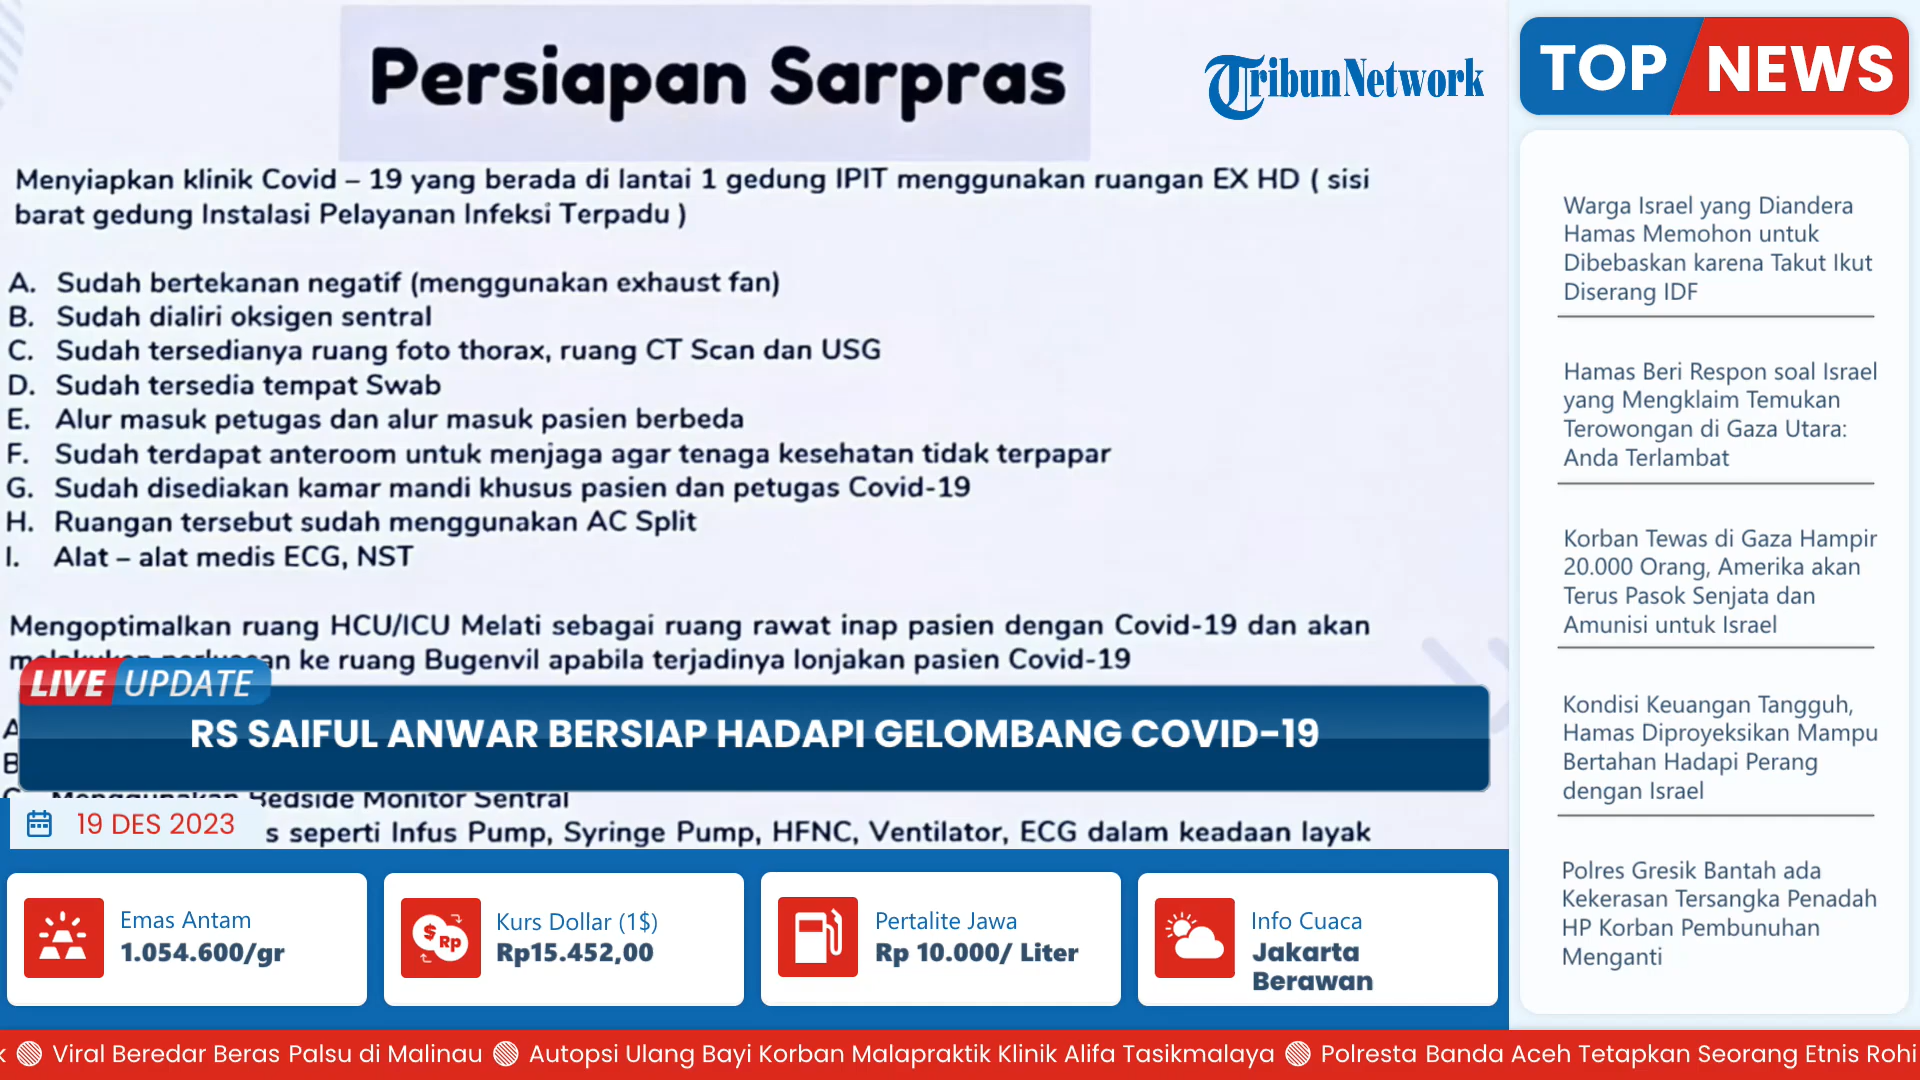 Persiapan Sarpras
TribunNetwork
TOP NEWS
Menyiapkan klinik Covid – 19 yang berada di lantai 1 gedung IPIT menggunakan ruangan EX HD ( sisi
barat gedung Instalasi Pelayanan Infeksi Terpadu )
A. Sudah bertekanan negatif (menggunakan exhaust fan)
B. Sudah dialiri oksigen sentral
C. Sudah tersedianya ruang foto thorax, ruang CT Scan dan USG
D. Sudah tersedia tempat Swab
E. Alur masuk petugas dan alur masuk pasien berbeda
F. Sudah terdapat anteroom untuk menjaga agar tenaga kesehatan tidak terpapar
G. Sudah disediakan kamar mandi khusus pasien dan petugas Covid-19
H. Ruangan tersebut sudah menggunakan AC Split
I. Alat – alat medis ECG, NST
Mengoptimalkan ruang HCU/ICU Melati sebagai ruang rawat inap pasien dengan Covid-19 dan akan
ke ruang Bugenvil apabila terjadinya lonjakan pasien Covid-19
LIVE UPDATE
RS SAIFUL ANWAR BERSIAP HADAPI GELOMBANG COVID-19
A
B
C. Menggunakan Bedside Monitor Sentral
19 DES 2023
s seperti Infus Pump, Syringe Pump, HFNC, Ventilator, ECG dalam keadaan layak
Emas Antam
1.054.600/gr
Kurs Dollar (1$)
Rp15.452,00
Pertalite Jawa
Rp 10.000/ Liter
Info Cuaca
Jakarta
Berawan
Warga Israel yang Diandera
Hamas Memohon untuk
Dibebaskan karena Takut Ikut
Diserang IDF
Hamas Beri Respon soal Israel
yang Mengklaim Temukan
Terowongan di Gaza Utara:
Anda Terlambat
Korban Tewas di Gaza Hampir
20.000 Orang, Amerika akan
Terus Pasok Senjata dan
Amunisi untuk Israel
Kondisi Keuangan Tangguh,
Hamas Diproyeksikan Mampu
Bertahan Hadapi Perang
dengan Israel
Polres Gresik Bantah ada
Kekerasan Tersangka Penadah
HP Korban Pembunuhan
Menganti
k Viral Beredar Beras Palsu di Malinau Autopsi Ulang Bayi Korban Malapraktik Klinik Alifa Tasikmalaya Polresta Banda Aceh Tetapkan Seorang Etnis Rohi